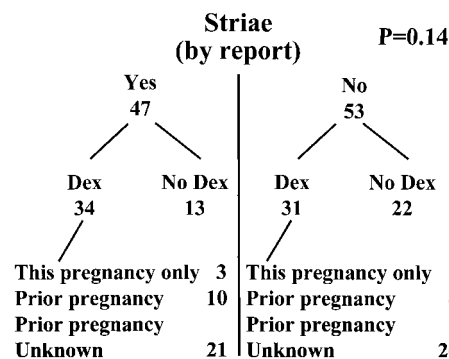 Striae
(by report)
P=0.14
Yes
47
No
53
Dex
34
No Dex
13
Dex
31
No Dex
22
This pregnancy only 3
Prior pregnancy 10
Prior pregnancy
Unknown 21
This pregnancy only
Prior pregnancy
Prior pregnancy
Unknown